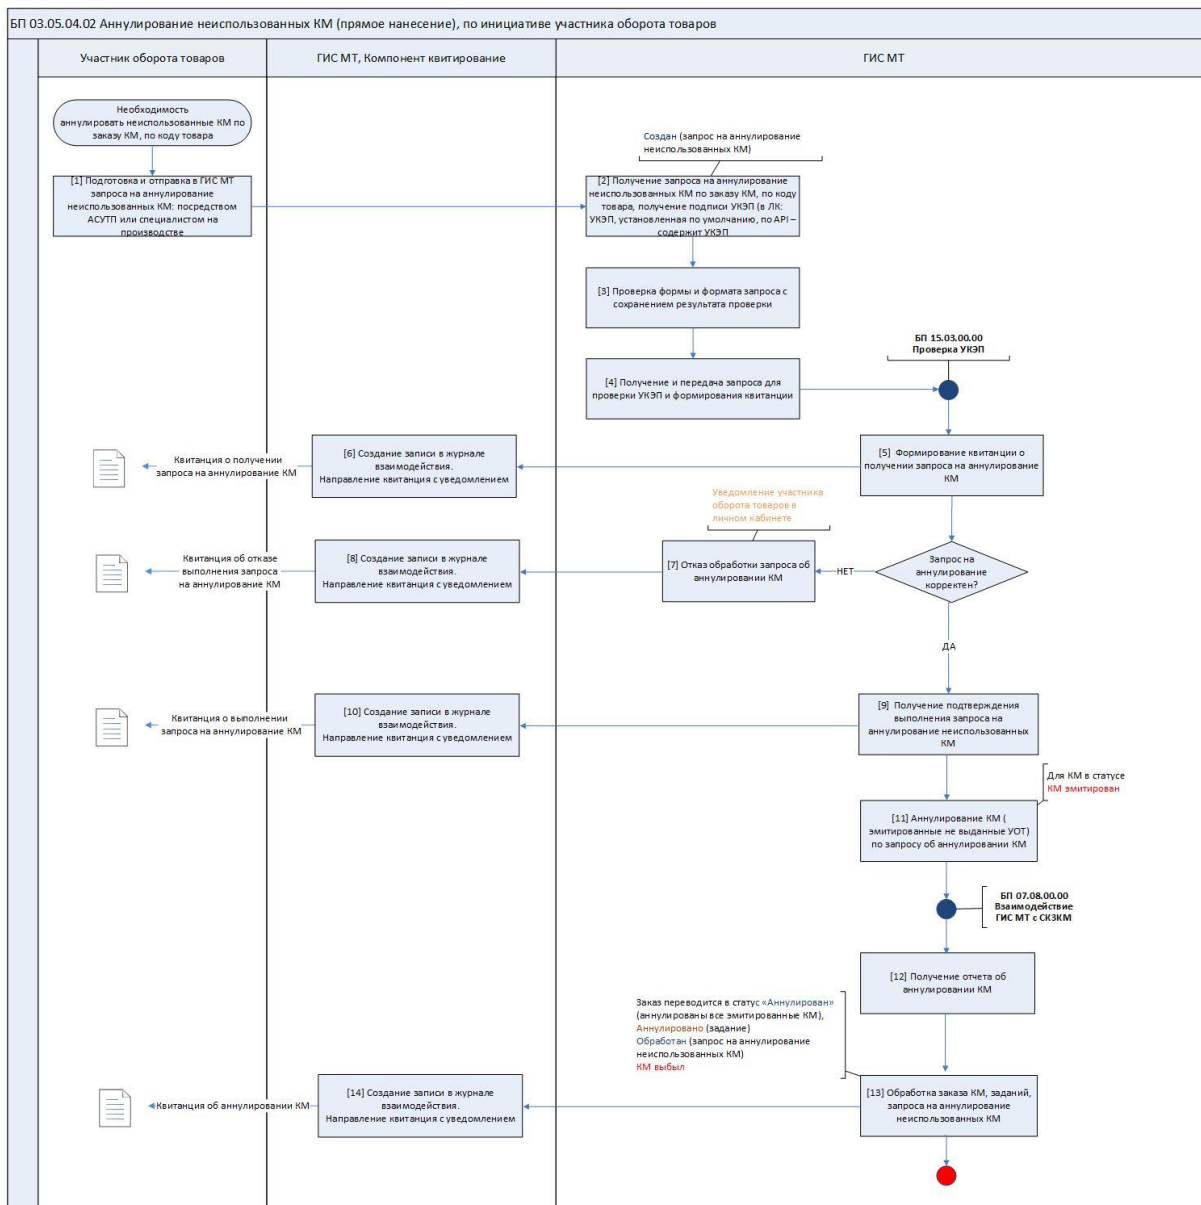 БП 03.05.04.02 Аннулирование неиспользованных КМ (прямое нанесение), по инициативе участника оборота товаров
Участник оборота товаров
ГИС МТ, Компонент квитирование
ГИС МТ
Необходимость
аннулировать неиспользованные КМ по
заказу КМ, по коду товара
Создан (запрос на аннулирование
неиспользованных КМ)
[1] Подготовка и отправка в ГИС МТ
запроса на аннулирование
неиспользованных КМ: посредством
АСУТП или специалистом на
производстве
[2] Получение запроса на аннулирование
неиспользованных КМ по заказу КМ, по коду
товара, получение подписи УКЭП (в ЛК:
УКЭП, установленная по умолчанию, по API –
содержит УКЭП
[3] Проверка формы и формата запроса с
сохранением результата проверки
БП 15.03.00.00
Проверка УКЭП
[4] Получение и передача запроса для
проверки УКЭП и формирования квитанции
[5] Формирование квитанции о
получении запроса на аннулирование
КМ
[6] Создание записи в журнале
взаимодействия.
Направление квитанция с уведомлением
Квитанция о получении
запроса на аннулирование КМ
Уведомление участника
оборота товаров в
личном кабинете
Запрос на
аннулирование
корректен?
НЕТ
[7] Отказ обработки запроса об
аннулировании КМ
[8] Создание записи в журнале
взаимодействия.
Направление квитанция с уведомлением
Квитанция об отказе
выполнения запроса
на аннулирование КМ
ДА
[9] Получение подтверждения
выполнения запроса на
аннулирование неиспользованных
КМ
[10] Создание записи в журнале
взаимодействия.
Направление квитанция с уведомлением
Квитанция о выполнении
запроса на аннулирование КМ
Для КМ в статусе
КМ эмитирован
[11] Аннулирование КМ (
эмитированные не выданные УОТ)
по запросу об аннулировании КМ
БП 07.08.00.00
Взаимодействие
ГИС МТ с СКЗКМ
[12] Получение отчета об
аннулировании КМ
Заказ переводится в статус «Аннулирован»
(аннулированы все эмитированные КМ),
Аннулировано (задание)
Обработан (запрос на аннулирование
неиспользованных КМ)
КМ выбыл
[13] Обработка заказа КМ, заданий,
запроса на аннулирование
неиспользованных КМ
[14] Создание записи в журнале
взаимодействия.
Направление квитанция с уведомлением
Квитанция об аннулировании КМ